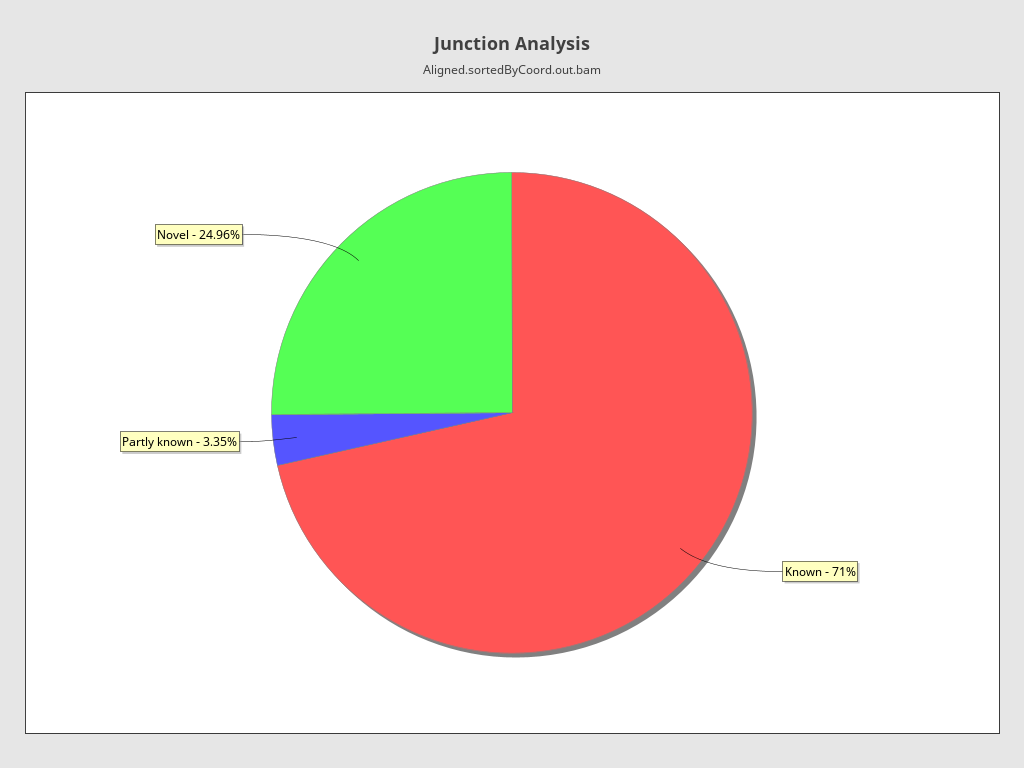 Junction Analysis
Aligned.sortedByCoord.out.bam
Novel - 24.96%
Partly known - 3.35%
Known - 71%